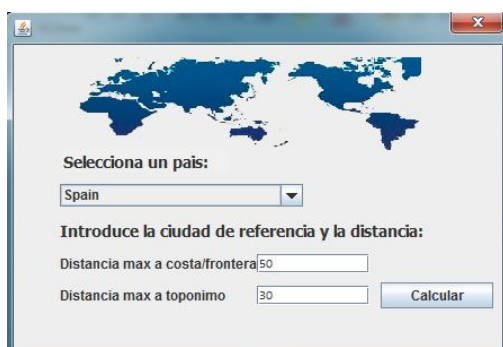 Selecciona un pais:
Spain
Introduce la ciudad de referencia y la distancia:
Distancia max a costa/frontera 50
Distancia max a toponimo 30 Calcular